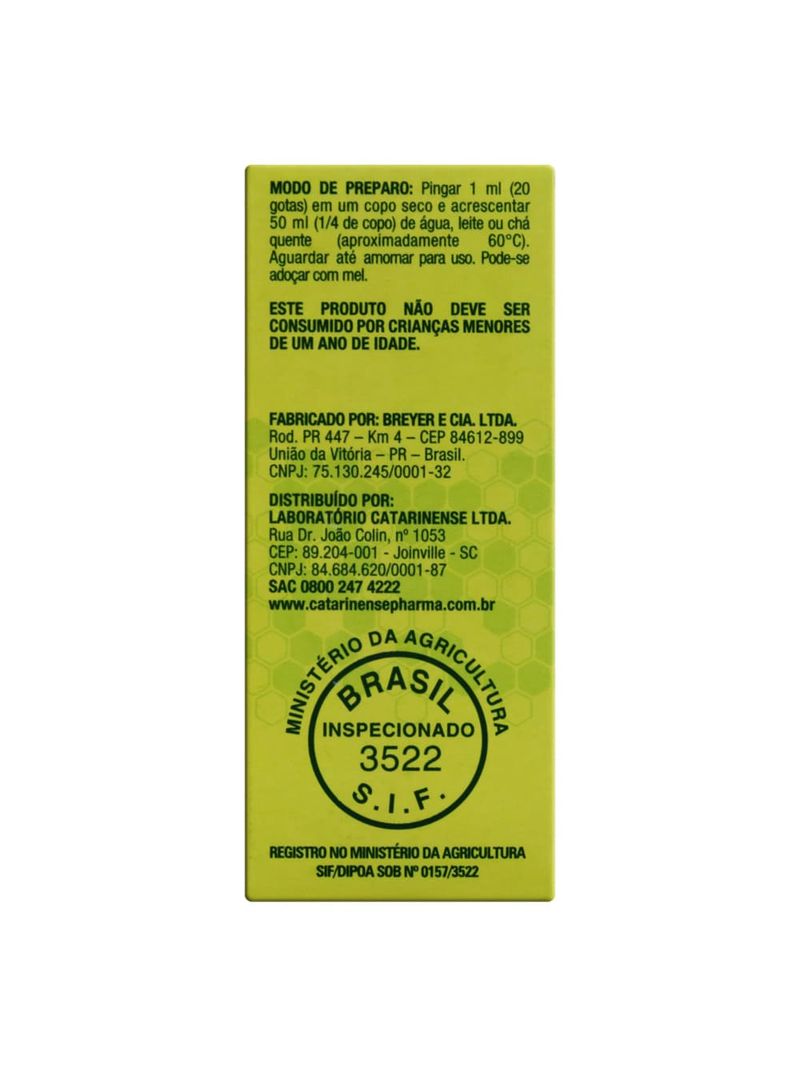 MODO DE PREPARO: Pingar 1 ml (20
gotas) em um copo seco e acrescentar
50 ml (1/4 de copo) de água, leite ou chá
quente (aproximadamente 60°C).
Aguardar até amornar para uso. Pode-se
adoçar com mel.
ESTE PRODUTO NÃO DEVE SER
CONSUMIDO POR CRIANÇAS MENORES
DE UM ANO DE IDADE.
FABRICADO POR: BREYER E CIA. LTDA.
Rod. PR 447 – Km 4 – CEP 84612-899
União da Vitória – PR – Brasil.
CNPJ: 75.130.245/0001-32
DISTRIBUÍDO POR:
LABORATÓRIO CATARINENSE LTDA.
Rua Dr. João Colin, nº 1053
CEP: 89.204-001 - Joinville - SC
CNPJ: 84.684.620/0001-87
SAC 0800 247 4222
www.catarinensepharma.com.br
MINISTÉRIO DA AGRICULTURA
BRASIL
INSPECIONADO
3522
S.I.F.
REGISTRO NO MINISTÉRIO DA AGRICULTURA
SIF/DIPOA SOB Nº 0157/3522